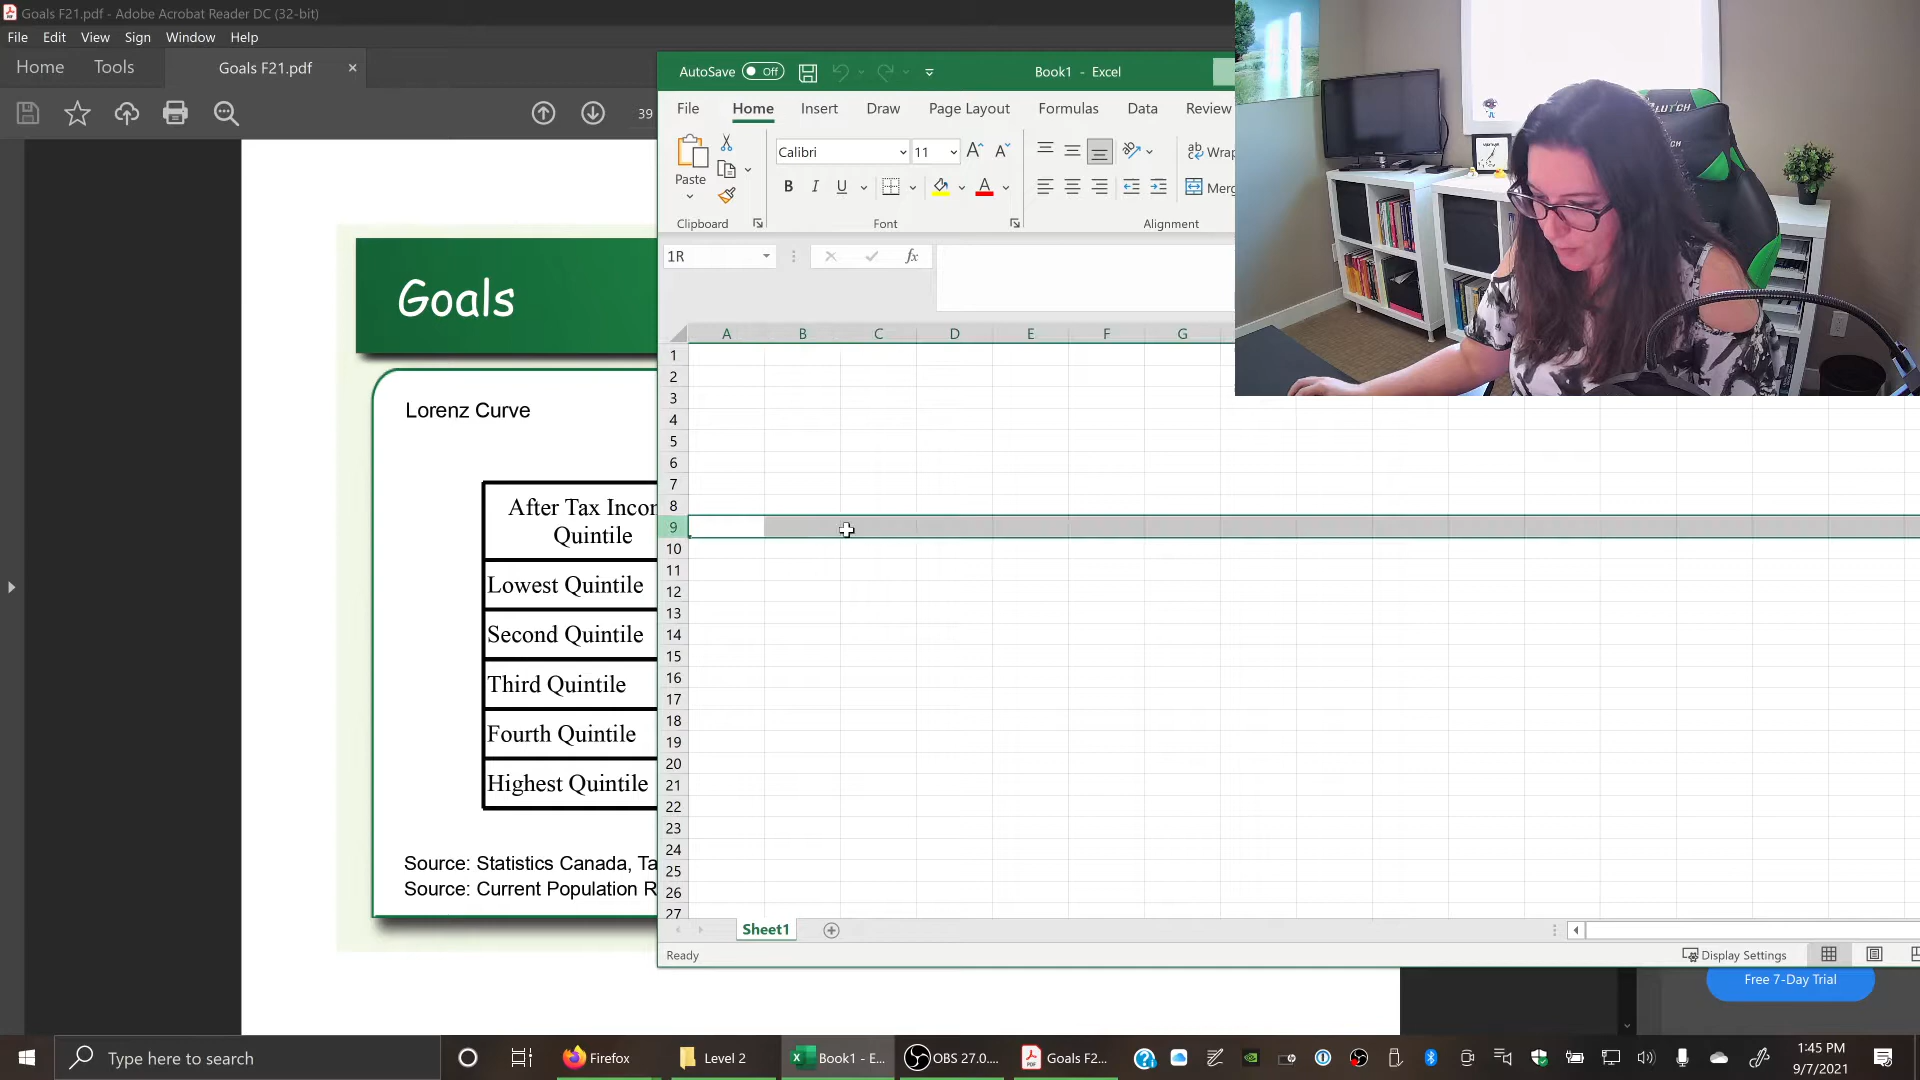 Goals F21.pdf - Adobe Acrobat Reader DC (32-bit)
File Edit View Sign Window Help
Home Tools Goals F21.pdf ×
39
Goals
Lorenz Curve
After Tax Incom
Quintile
Lowest Quintile
Second Quintile
Third Quintile
Fourth Quintile
Highest Quintile
Source: Statistics Canada, Ta
Source: Current Population R
AutoSave Off Book1 - Excel
File Home Insert Draw Page Layout Formulas Data Review
Paste Calibri 11 Wrap
B I U A Merg
Clipboard Font Alignment
1R fx
A B C D E F G
1
2
3
4
5
6
7
8
9
10
11
12
13
14
15
16
17
18
19
20
21
22
23
24
25
26
27
Sheet1
Ready Display Settings
Free 7-Day Trial
Type here to search Firefox Level 2 Book1 - E... OBS 27.0.... Goals F2... 1:45 PM
9/7/2021